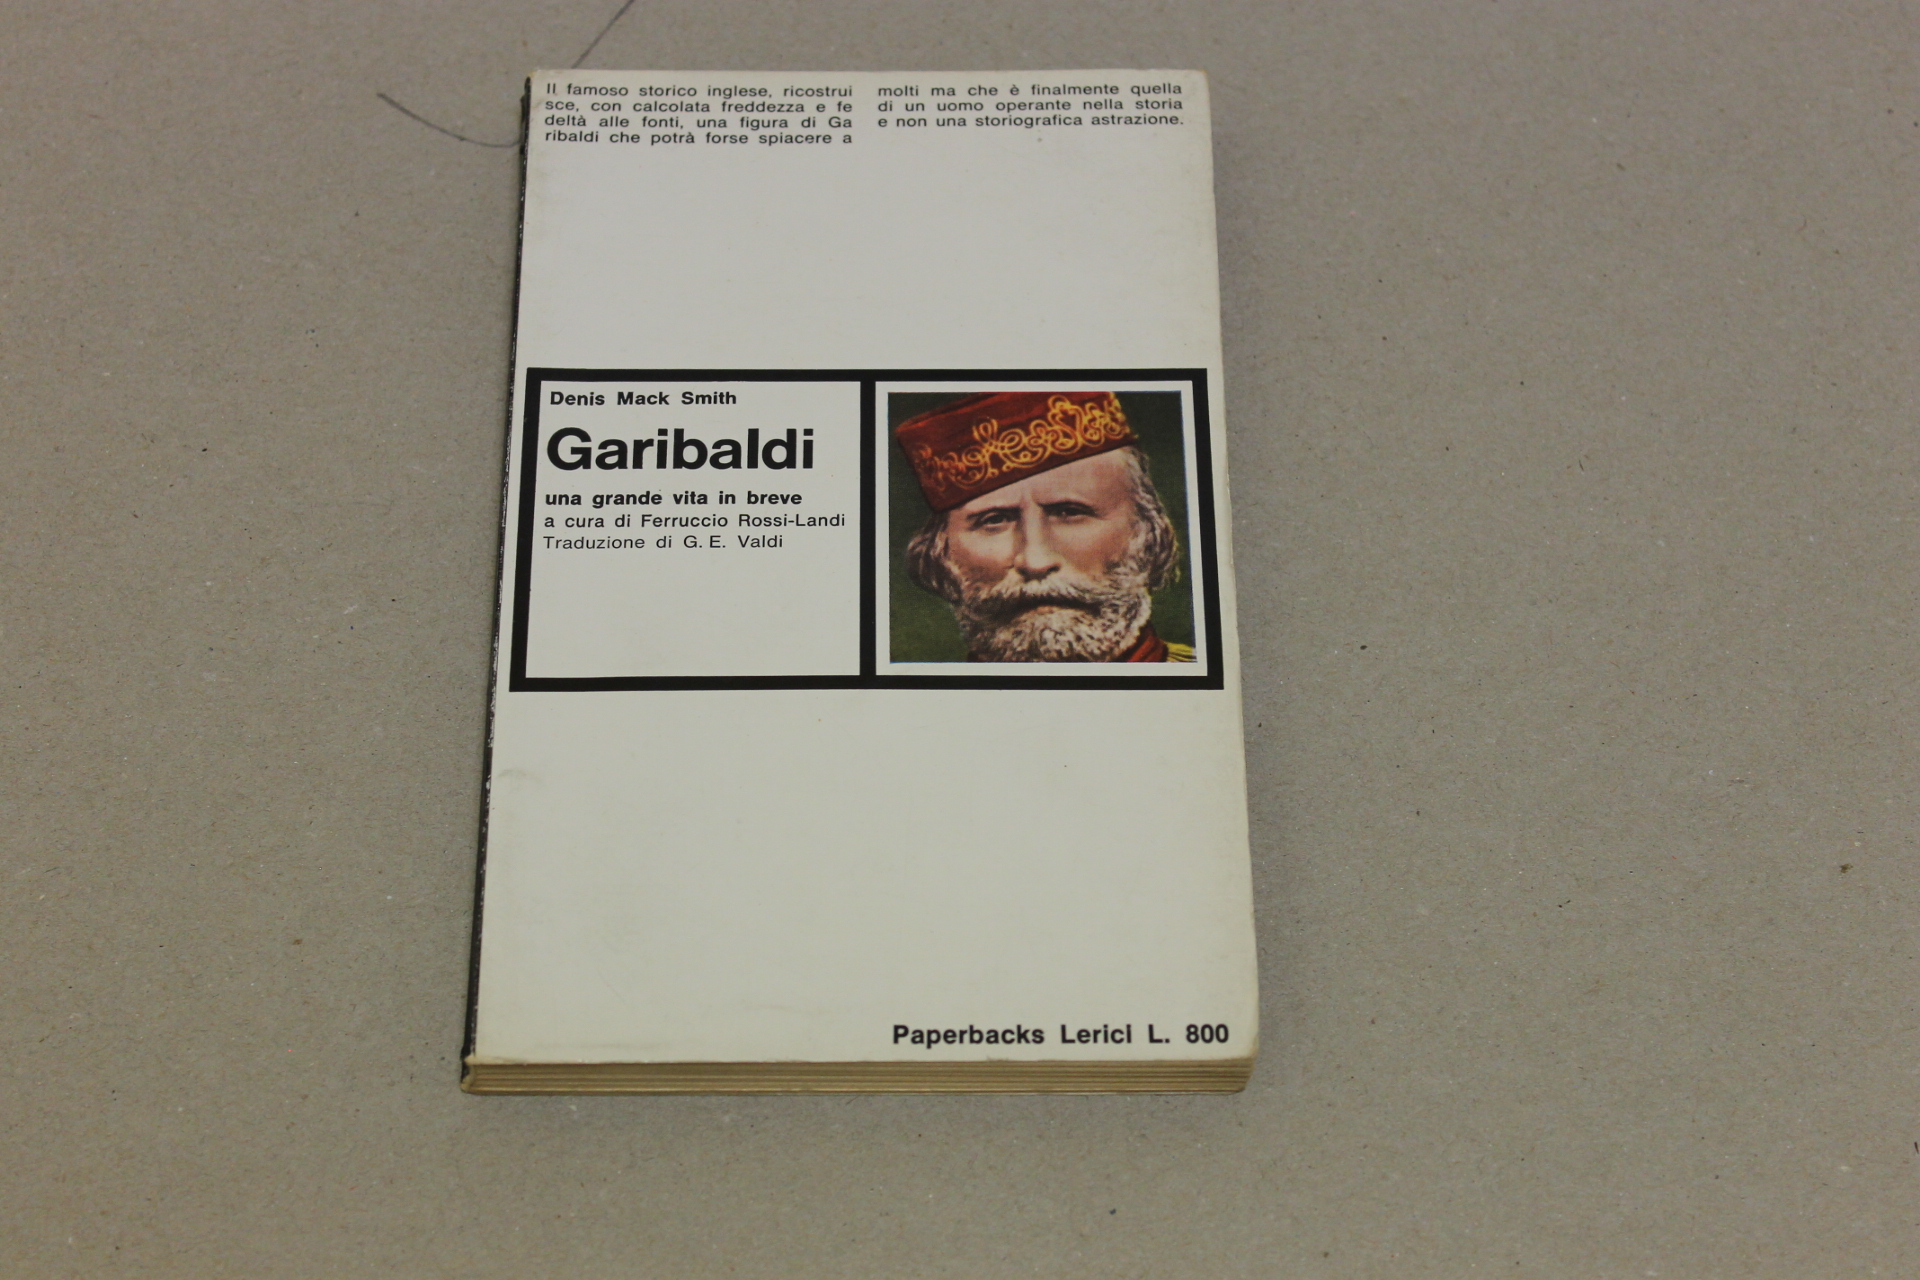 Il famoso storico inglese, ricostrui
sce, con calcolata freddezza e fe
deltà alle fonti, una figura di Ga
ribaldi che potrà forse spiacere a
molti ma che è finalmente quella
di un uomo operante nella storia
e non una storiografica astrazione.
Denis Mack Smith
Garibaldi
una grande vita in breve
a cura di Ferruccio Rossi-Landi
Traduzione di G. E. Valdi
Paperbacks Lerici L. 800